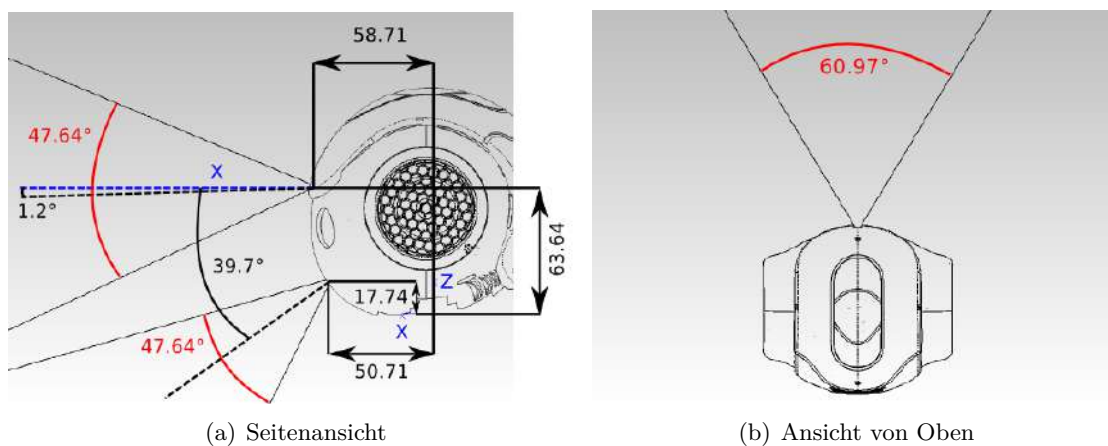 58.71
60.97°
47.64°
X
1.2°
63.64
39.7°
Z
17.74
X
47.64°
50.71
(a) Seitenansicht
(b) Ansicht von Oben